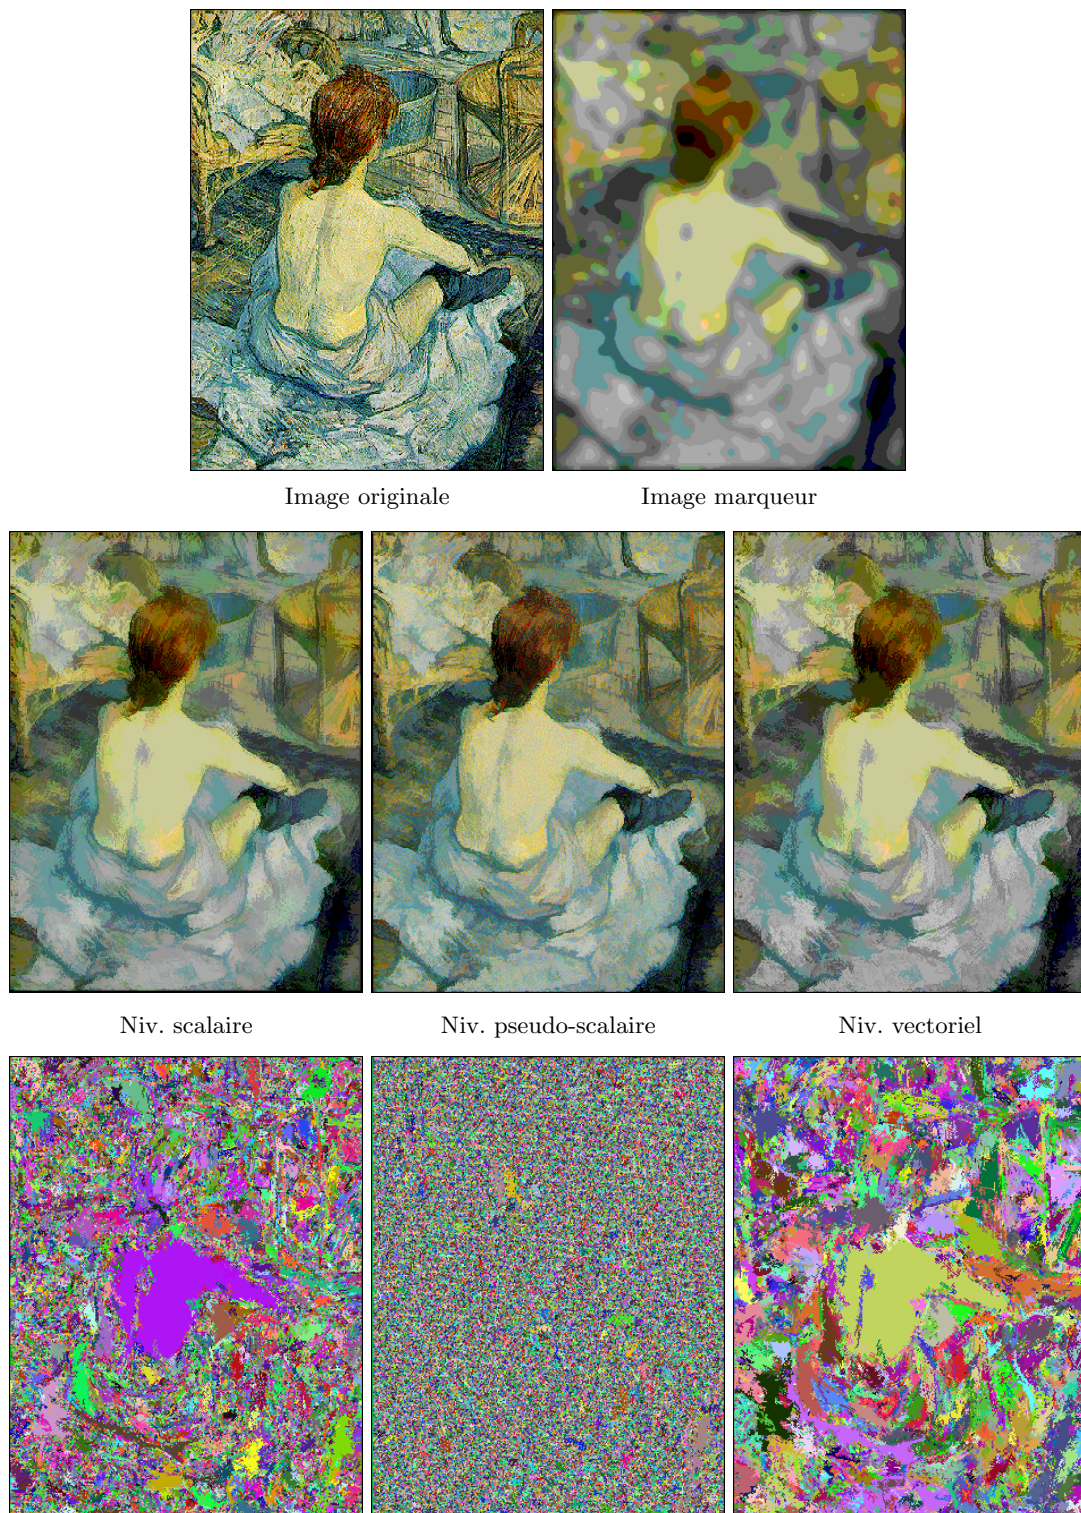 Image originale
Image marqueur
Niv. scalaire
Niv. pseudo-scalaire
Niv. vectoriel